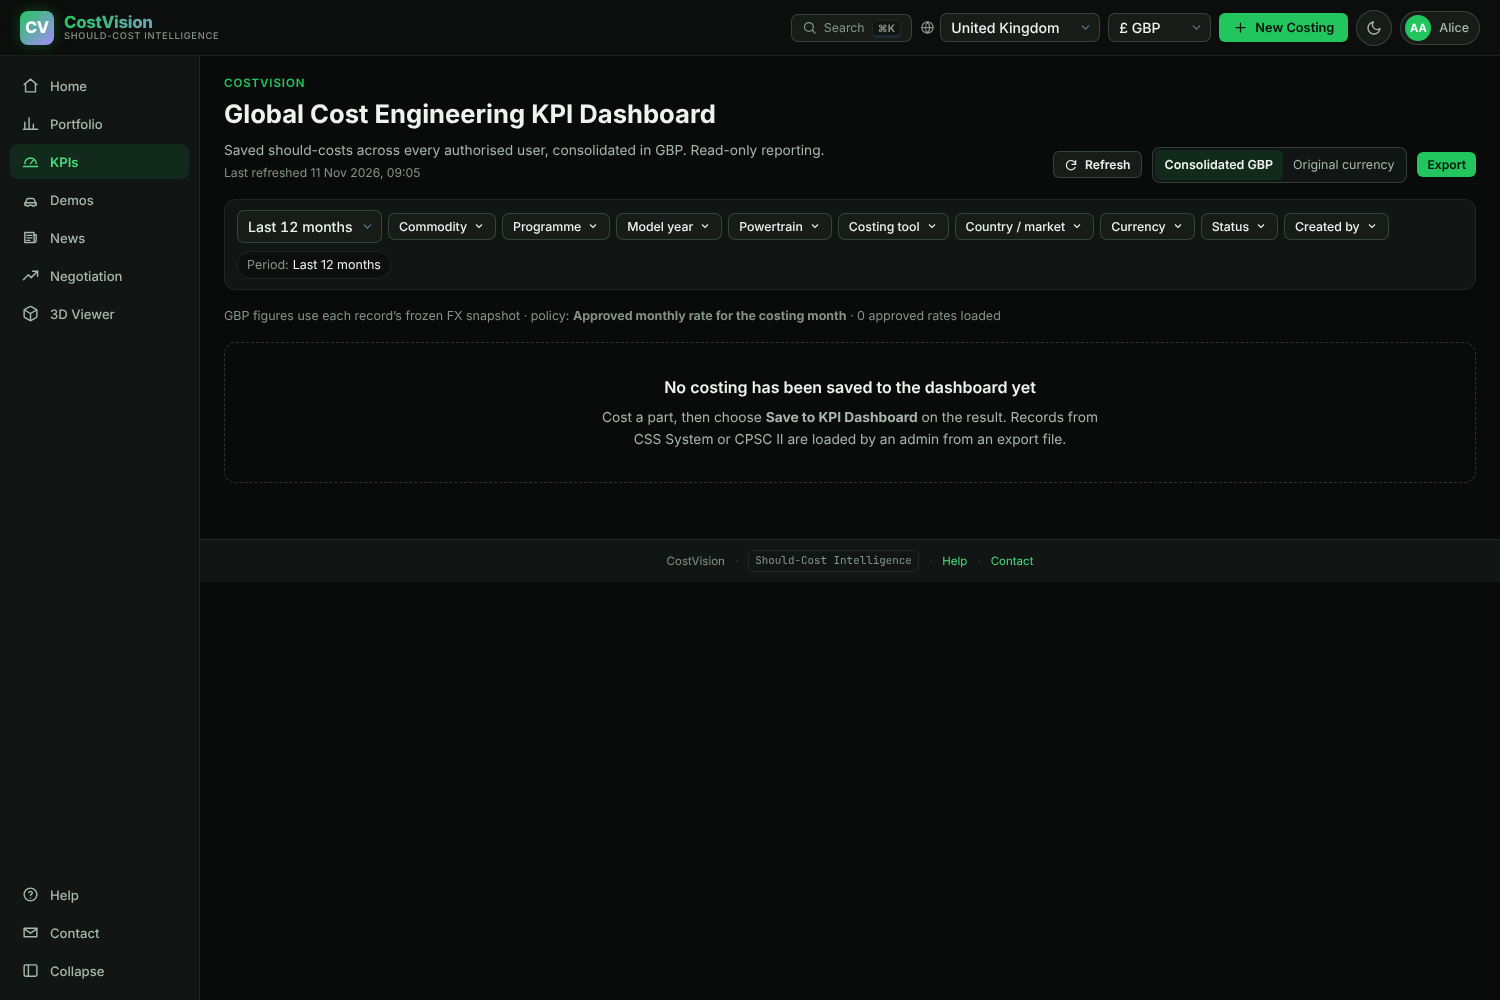 CV
CostVision
SHOULD-COST INTELLIGENCE
Search
⌘K
United Kingdom
£ GBP
New Costing
AA
Alice
Home
Portfolio
KPIs
Demos
News
Negotiation
3D Viewer
Help
Contact
Collapse
COSTVISION
Global Cost Engineering KPI Dashboard
Saved should-costs across every authorised user, consolidated in GBP. Read-only reporting.
Last refreshed 11 Nov 2026, 09:05
Refresh
Consolidated GBP
Original currency
Export
Last 12 months
Commodity
Programme
Model year
Powertrain
Costing tool
Country / market
Currency
Status
Created by
Period: Last 12 months
GBP figures use each record’s frozen FX snapshot · policy: Approved monthly rate for the costing month · 0 approved rates loaded
No costing has been saved to the dashboard yet
Cost a part, then choose Save to KPI Dashboard on the result. Records from
CSS System or CPSC II are loaded by an admin from an export file.
CostVision · Should-Cost Intelligence · Help · Contact